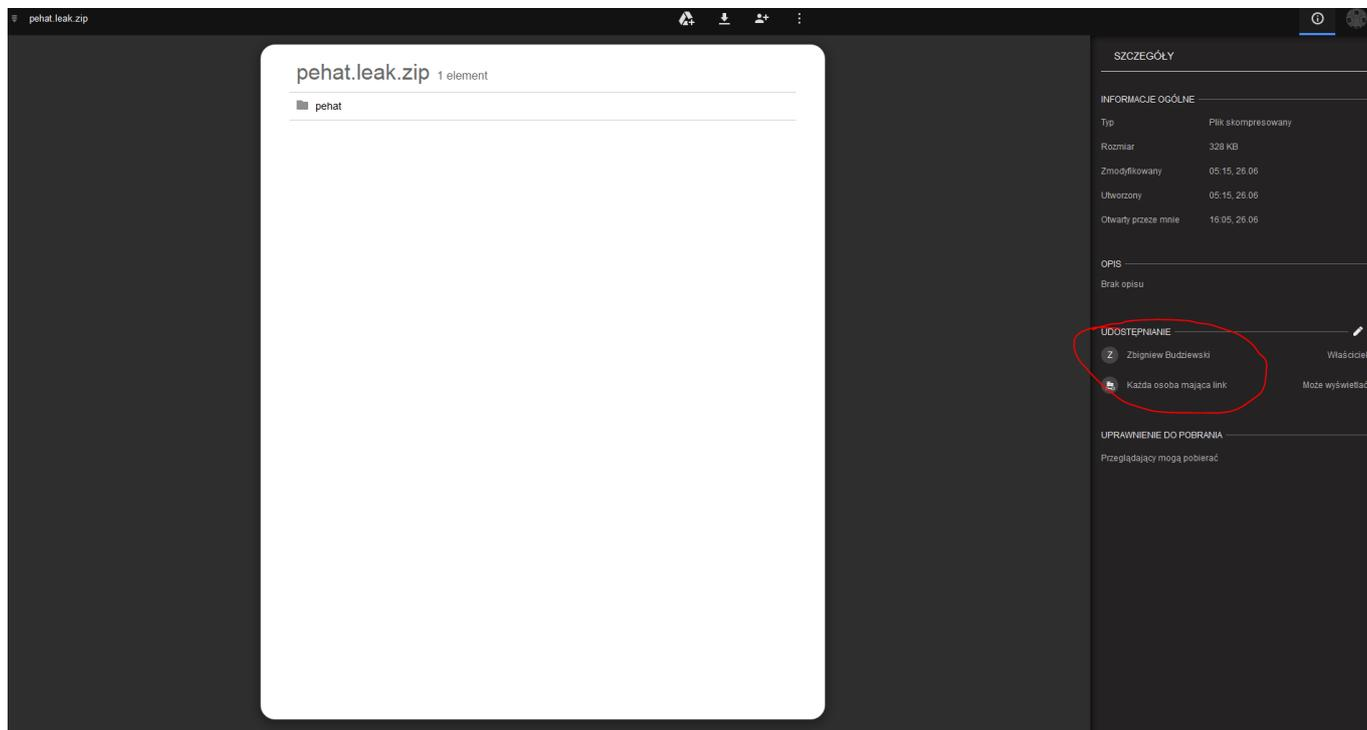 pehat.leak.zip
pehat.leak.zip 1 element
pehat
SZCZEGÓŁY
INFORMACJE OGÓLNE
Typ Plik skompresowany
Rozmiar 328 KB
Zmodyfikowany 05:15, 26.06
Utworzony 05:15, 26.06
Otwarty przeze mnie 16:05, 26.06
OPIS
Brak opisu
UDOSTĘPNIANIE
Z Zbigniew Budziewski Właściciel
Każda osoba mająca link Może wyświetlać
UPRAWNIENIE DO POBRANIA
Przeglądający mogą pobierać